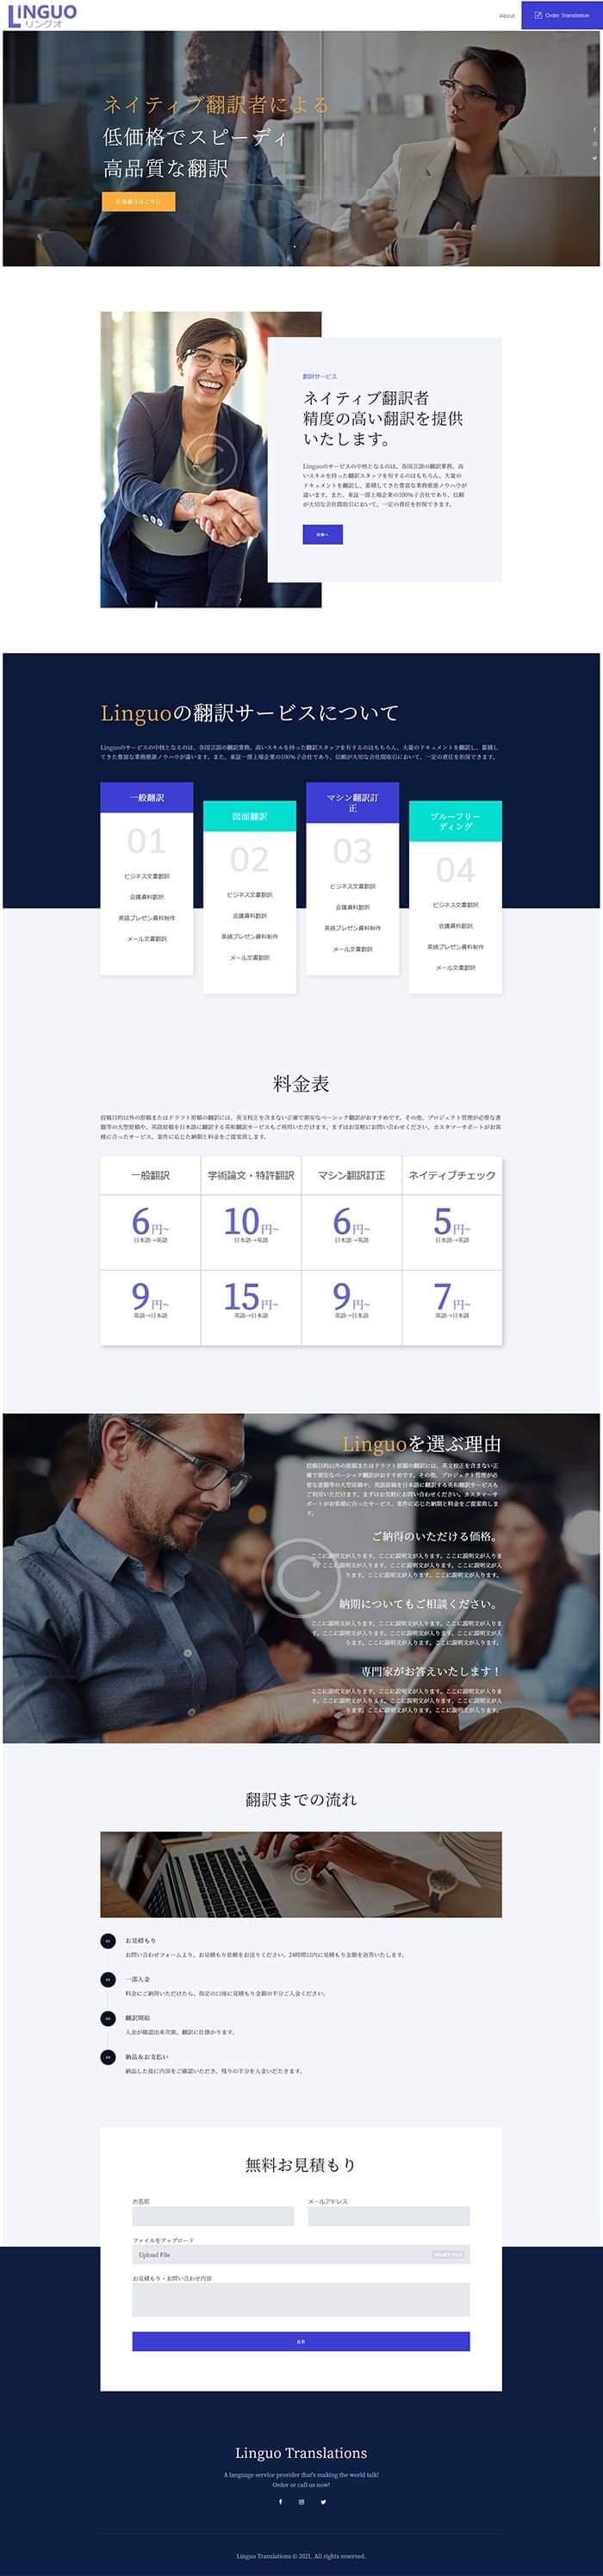 LINGUO
リングオ
About
Order Translation
ネイティブ翻訳者による
低価格でスピーディ
高品質な翻訳
お見積りはこちら
翻訳サービス
ネイティブ翻訳者
精度の高い翻訳を提供
いたします。
Linguoのサービスの中核となるのは、各国言語の翻訳業務。高
いスキルを持った翻訳スタッフを有するのはもちろん、大量の
ドキュメントを翻訳し、蓄積してきた豊富な業務推進ノウハウが
違います。また、東証一部上場企業の100%子会社であり、信頼
が大切な会社間取引において、一定の責任を担保できます。
詳細へ
Linguoの翻訳サービスについて
Linguoのサービスの中核となるのは、各国言語の翻訳業務。高いスキルを持った翻訳スタッフを有するのはもちろん、大量のドキュメントを翻訳し、蓄積し
てきた豊富な業務推進ノウハウが違います。また、東証一部上場企業の100%子会社であり、信頼が大切な会社間取引において、一定の責任を担保できます。
一般翻訳
01
ビジネス文書翻訳
会議資料翻訳
英語プレゼン資料制作
メール文書翻訳
図面翻訳
02
ビジネス文書翻訳
会議資料翻訳
英語プレゼン資料制作
メール文書翻訳
マシン翻訳訂
正
03
ビジネス文書翻訳
会議資料翻訳
英語プレゼン資料制作
メール文書翻訳
プルーフリー
ディング
04
ビジネス文書翻訳
会議資料翻訳
英語プレゼン資料制作
メール文書翻訳
料金表
投稿目的以外の原稿またはドラフト原稿の翻訳には、英文校正を含まない正確で割安なベーシック翻訳がおすすめです。その他、プロジェクト管理が必要な書
籍等の大型原稿や、英語原稿を日本語に翻訳する英和翻訳サービスもご利用いただけます。まずはお気軽にお問い合わせください。カスタマーサポートがお客
様に合ったサービス、案件に応じた納期と料金をご提案致します。
一般翻訳 学術論文・特許翻訳 マシン翻訳訂正 ネイティブチェック
6円~ 10円~ 6円~ 5円~
日本語→英語 日本語→英語 日本語→英語 日本語→英語
9円~ 15円~ 9円~ 7円~
英語→日本語 英語→日本語 英語→日本語 英語→日本語
Linguoを選ぶ理由
投稿目的以外の原稿またはドラフト原稿の翻訳には、英文校正を含まない正
確で割安なベーシック翻訳がおすすめです。その他、プロジェクト管理が必
要な書籍等の大型原稿や、英語原稿を日本語に翻訳する英和翻訳サービスも
ご利用いただけます。まずはお気軽にお問い合わせください。カスタマーサ
ポートがお客様に合ったサービス、案件に応じた納期と料金をご提案致しま
す。
ご納得のいただける価格。
ここに説明文が入ります。ここに説明文が入ります。ここに説明文が入りま
す。ここに説明文が入ります。ここに説明文が入ります。ここに説明文が入
ります。ここに説明文が入ります。ここに説明文が入ります。
納期についてもご相談ください。
ここに説明文が入ります。ここに説明文が入ります。ここに説明文が入りま
す。ここに説明文が入ります。ここに説明文が入ります。ここに説明文が入
ります。ここに説明文が入ります。ここに説明文が入ります。
専門家がお答えいたします！
ここに説明文が入ります。ここに説明文が入ります。ここに説明文が入りま
す。ここに説明文が入ります。ここに説明文が入ります。ここに説明文が入
ります。ここに説明文が入ります。ここに説明文が入ります。
翻訳までの流れ
01
お見積もり
お問い合わせフォームより、お見積もり依頼をお送りください。24時間以内に見積もり金額を返答いたします。
02
一部入金
料金にご納得いただけたら、指定の口座に見積もり金額の半分ご入金ください。
03
翻訳開始
入金が確認出来次第、翻訳に仕掛かります。
04
納品&お支払い
納品した後に内容をご確認いただき、残りの半分を入金いだたきます。
無料お見積もり
お名前 メールアドレス
ファイルをアップロード
Upload File
お見積もり・お問い合わせ内容
Linguo Translations
A language service provider that's making the world talk!
Order or call us now!
Linguo Translations © 2021. All rights reserved.